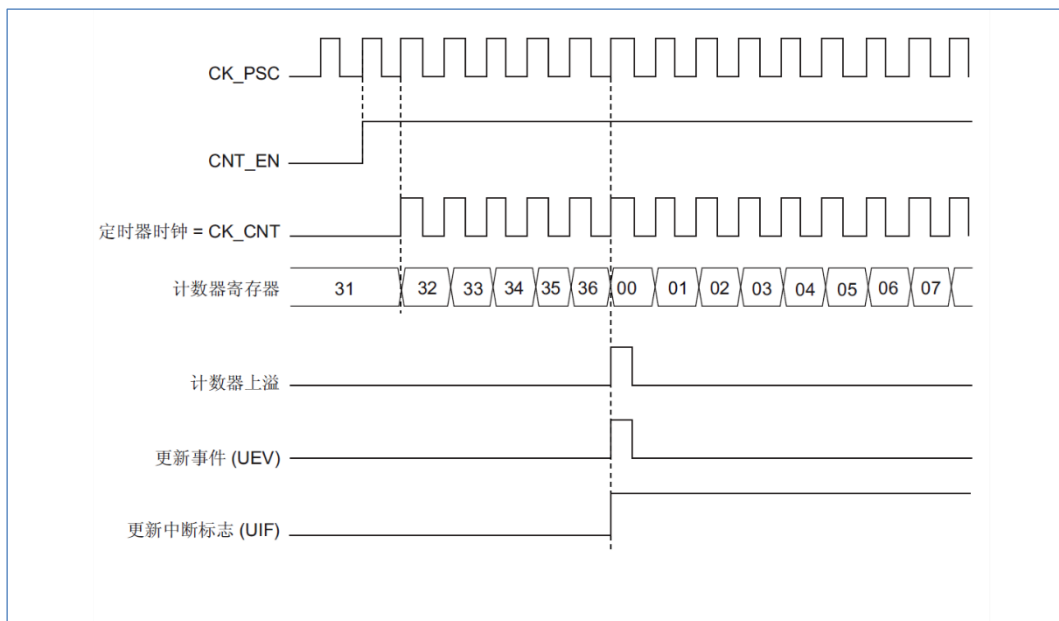 CK_PSC
CNT_EN
定时器时钟 = CK_CNT
计数器寄存器 31 32 33 34 35 36 00 01 02 03 04 05 06 07
计数器上溢
更新事件 (UEV)
更新中断标志 (UIF)